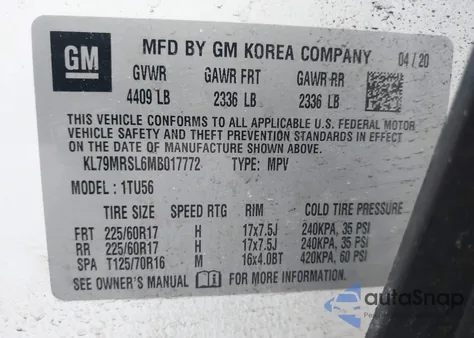 GM
MFD BY GM KOREA COMPANY 04 / 20
GVWR GAWR FRT GAWR RR
4409 LB 2336 LB 2336 LB
THIS VEHICLE CONFORMS TO ALL APPLICABLE U.S. FEDERAL MOTOR
VEHICLE SAFETY AND THEFT PREVENTION STANDARDS IN EFFECT
ON THE DATE OF MANUFACTURE SHOWN ABOVE.
KL79MRSL6MB017772 TYPE: MPV
MODEL : 1TU56
TIRE SIZE SPEED RTG RIM COLD TIRE PRESSURE
FRT 225/60R17 H 17x7.5J 240KPA, 35 PSI
RR 225/60R17 H 17x7.5J 240KPA, 35 PSI
SPA T125/70R16 M 16x4.0BT 420KPA, 60 PSI
SEE OWNER'S MANUAL FOR MORE INFORMATION.
autoSnap
Powered by